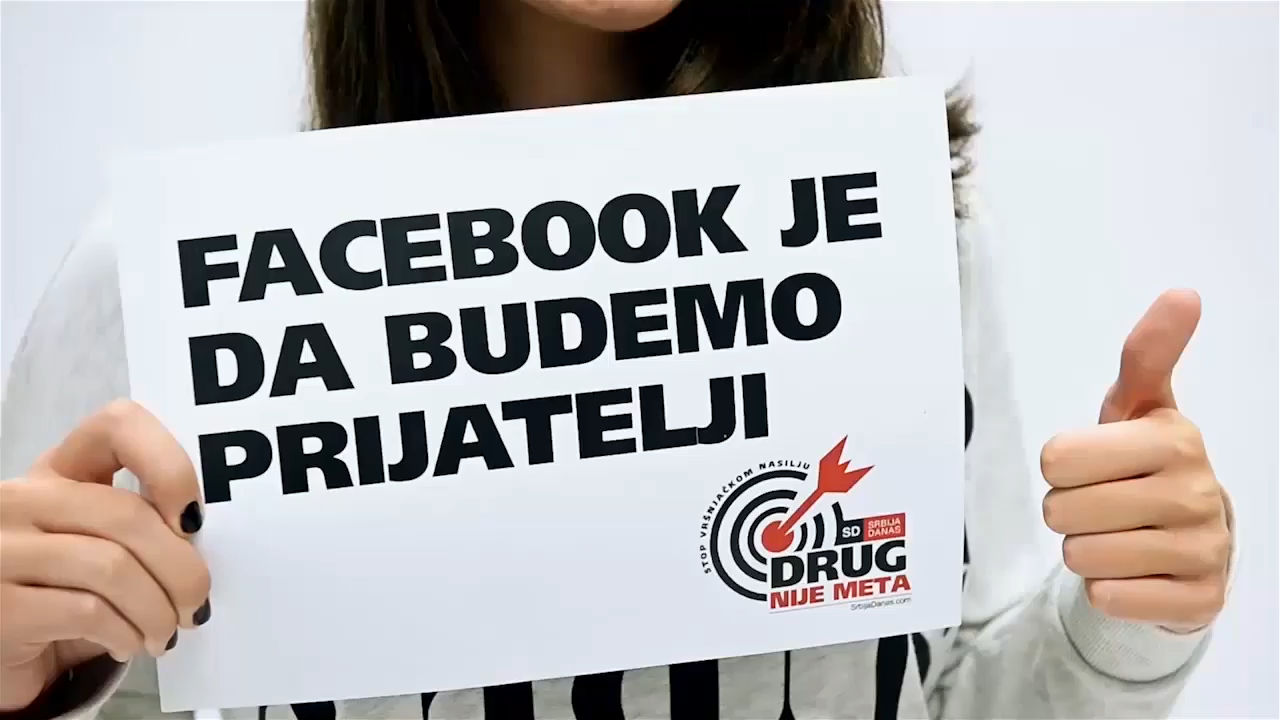 FACEBOOK JE
DA BUDEMO
PRIJATELJI
STOP VRŠNJAČKOM NASILJU
SD SRBIJA DANAS
DRUG
NIJE META
SrbijaDanas.com